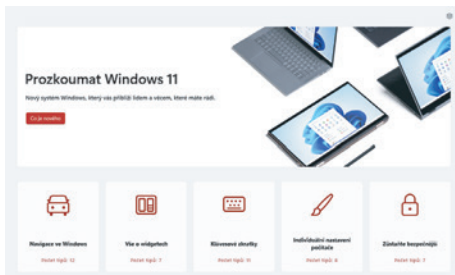 Prozkoumat Windows 11
Nový systém Windows, který vás přiblíží lidem a věcem, které máte rádi.
Co je nového
Navigace ve Windows
Počet tipů: 12
Vše o widgetech
Počet tipů: 7
Klávesové zkratky
Počet tipů: 11
Individuální nastavení
počítače
Počet tipů: 6
Zůstaňte bezpečnější
Počet tipů: 7